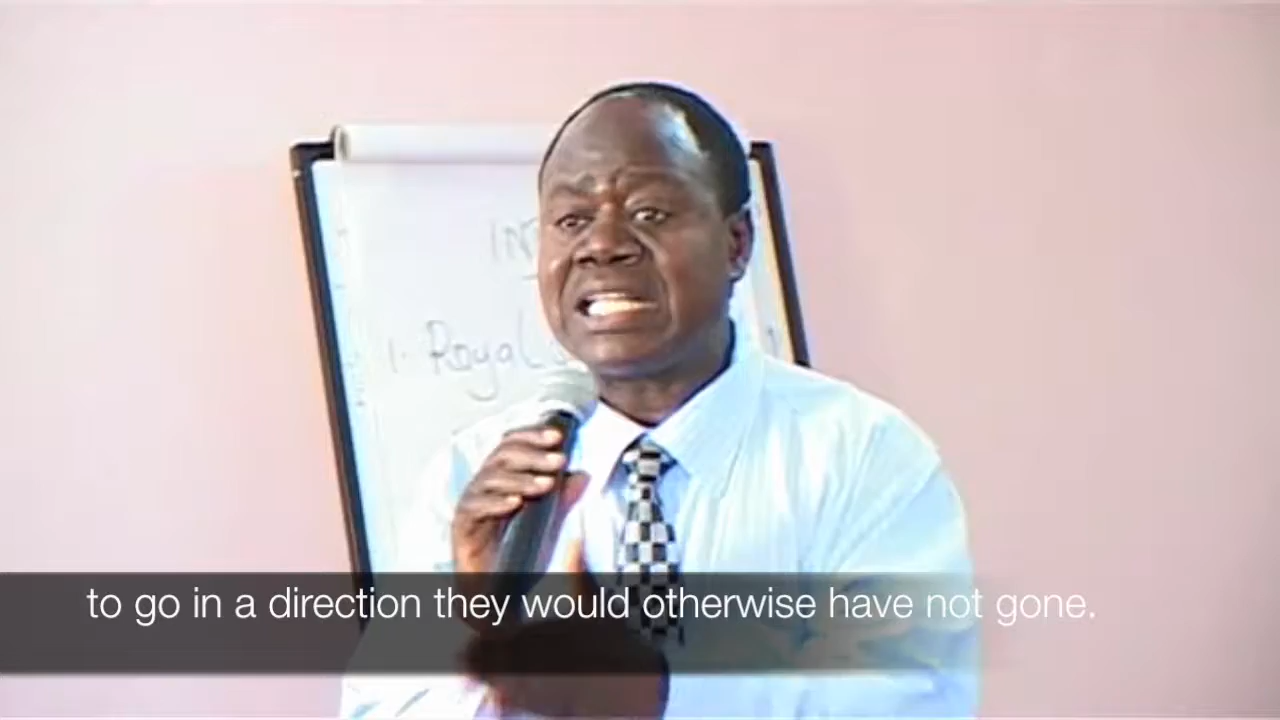 1. Royal
to go in a direction they would otherwise have not gone.